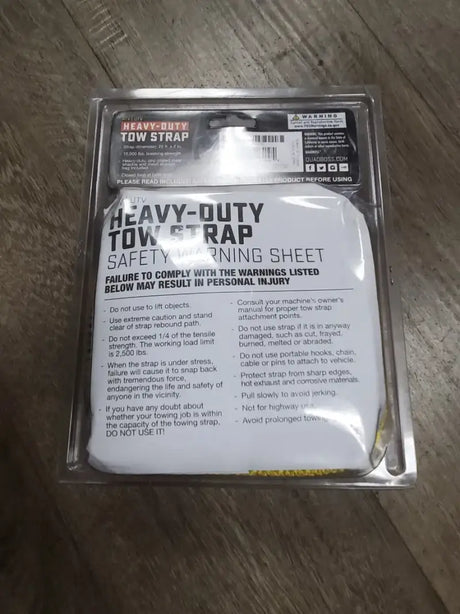 HEAVY-DUTY
TOW STRAP
WARNING
QUADBOSS.COM
PLEASE READ
PRODUCT BEFORE USING
UTV
HEAVY-DUTY
TOW STRAP
SAFETY WARNING SHEET
FAILURE TO COMPLY WITH THE WARNINGS LISTED
BELOW MAY RESULT IN PERSONAL INJURY
- Do not use to lift objects.
- Use extreme caution and stand
clear of strap rebound path.
- Do not exceed 1/4 of the tensile
strength. The working load limit
is 2,500 lbs.
- When the strap is under stress,
failure will cause it to snap back
with tremendous force,
endangering the life and safety of
anyone in the vicinity.
- If you have any doubt about
whether your towing job is within
the capacity of the towing strap,
DO NOT USE IT!
- Consult your machine's owner's
manual for proper tow strap
attachment points.
- Do not use strap if it is in anyway
damaged, such as cut, frayed,
burned, melted or abraded.
- Do not use portable hooks, chain,
cable or pins to attach to vehicle.
- Protect strap from sharp edges,
hot exhaust and corrosive materials.
- Pull slowly to avoid jerking.
- Not for highway
- Avoid prolonged